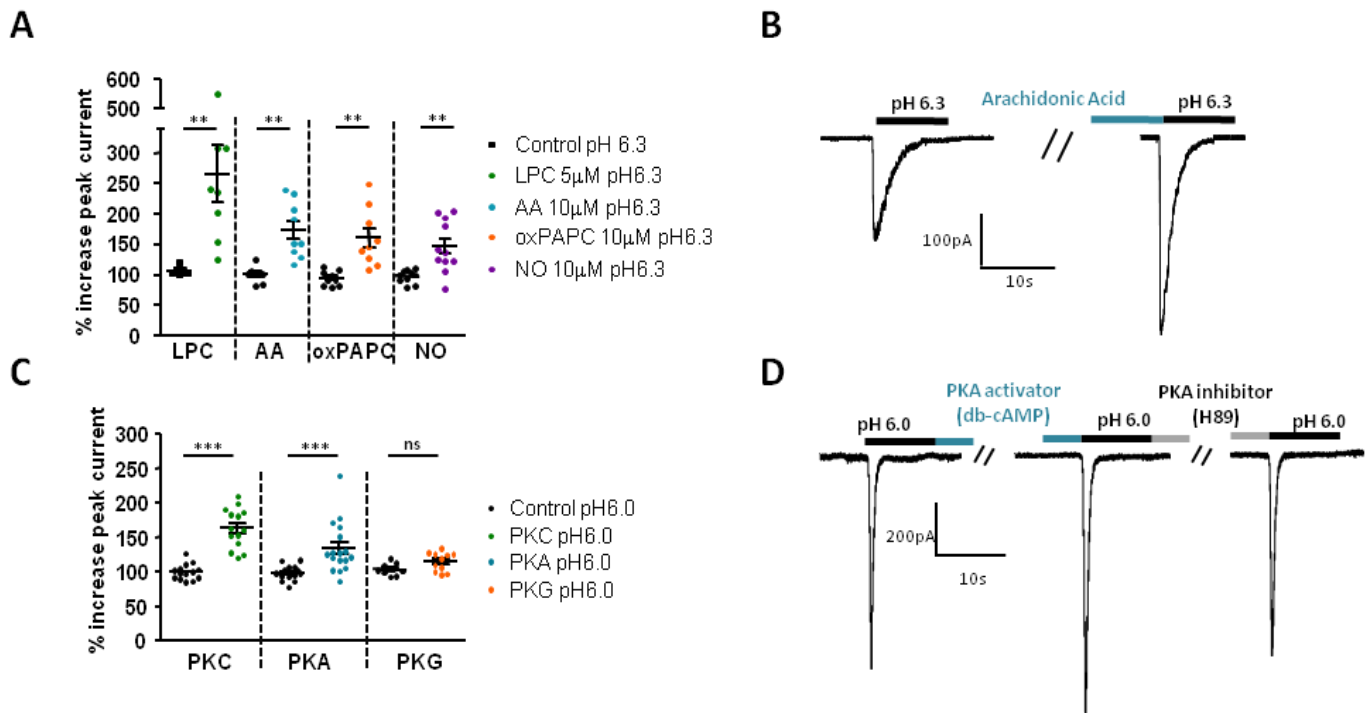 A
% increase peak current
600
500
300
250
200
150
100
50
0
**
**
**
**
LPC
AA
oxPAPC
NO
Control pH 6.3
LPC 5µM pH6.3
AA 10µM pH6.3
oxPAPC 10µM pH6.3
NO 10µM pH6.3
B
pH 6.3
Arachidonic Acid
pH 6.3
100pA
10s
C
% increase peak current
300
250
200
150
100
50
0
***
***
ns
PKC
PKA
PKG
Control pH6.0
PKC pH6.0
PKA pH6.0
PKG pH6.0
D
PKA activator
(db-cAMP)
PKA inhibitor
(H89)
pH 6.0
pH 6.0
pH 6.0
200pA
10s